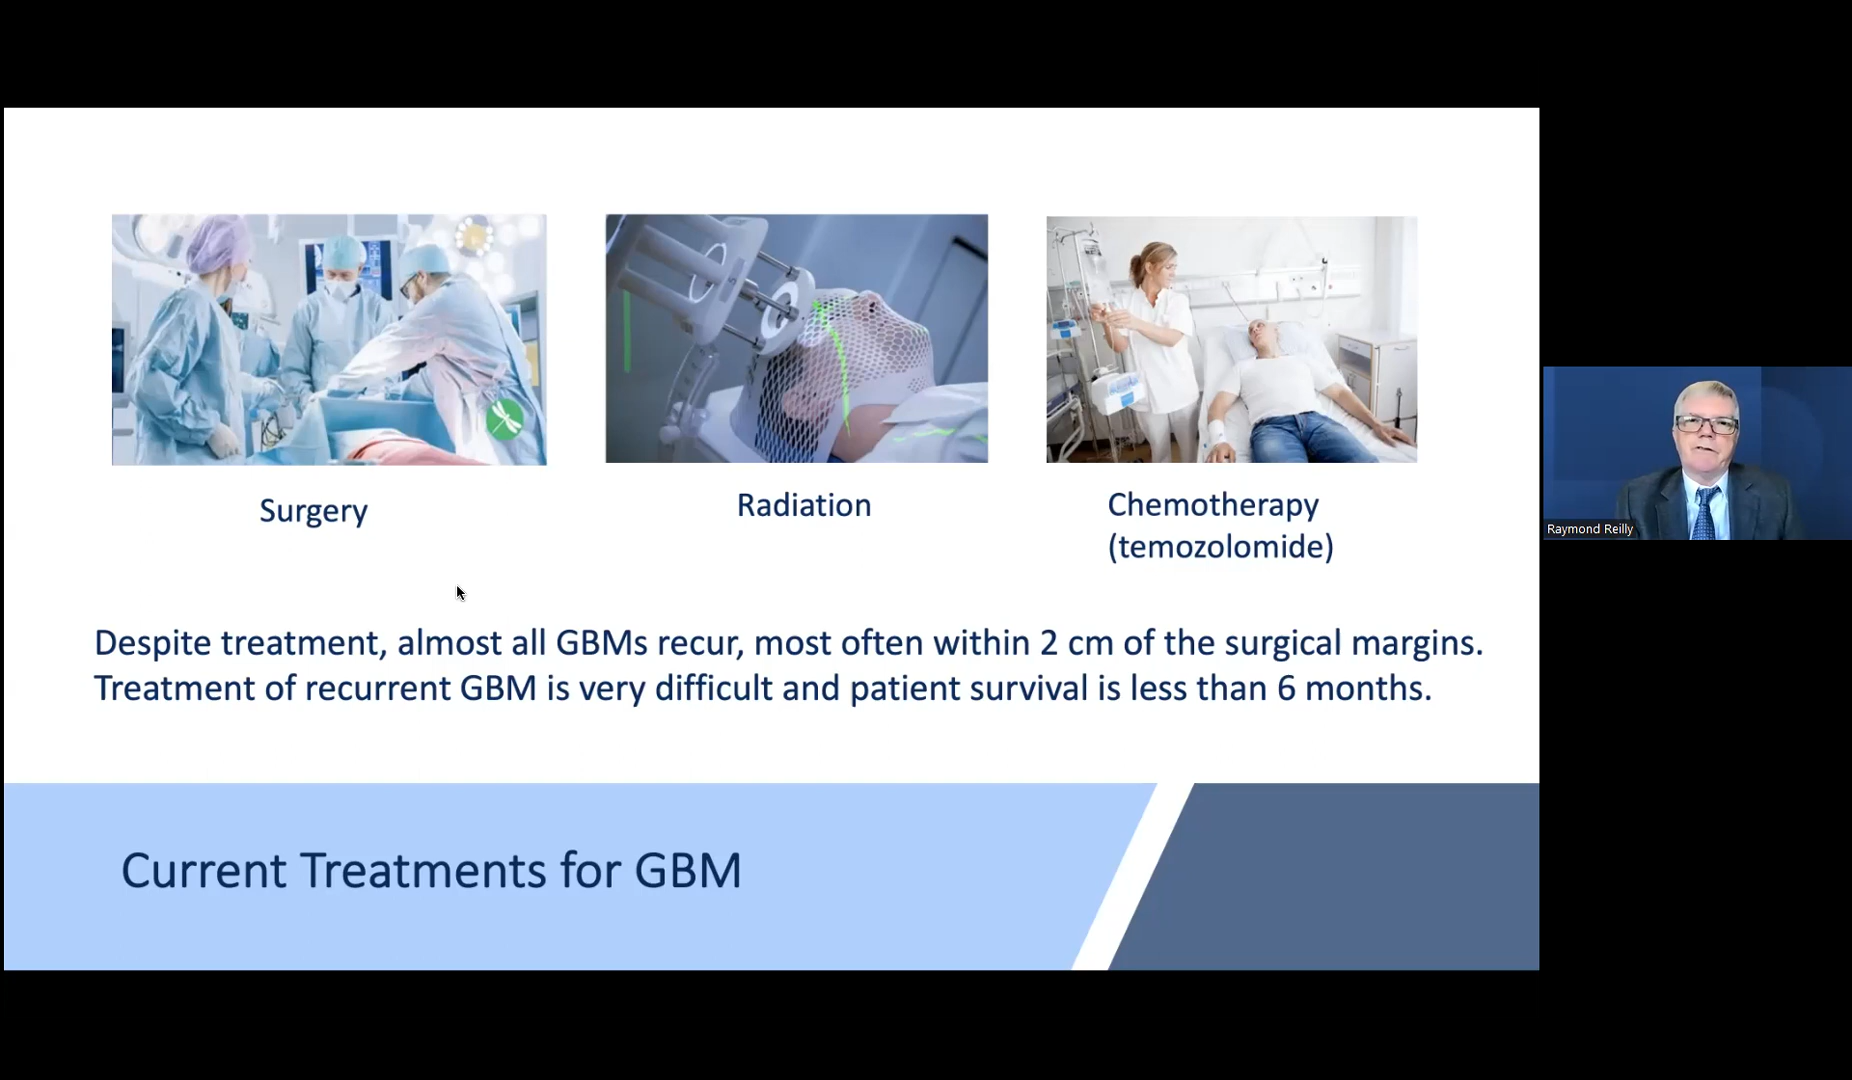 Surgery
Radiation
Chemotherapy
(temozolomide)
Despite treatment, almost all GBMs recur, most often within 2 cm of the surgical margins.
Treatment of recurrent GBM is very difficult and patient survival is less than 6 months.
Current Treatments for GBM
Raymond Reilly